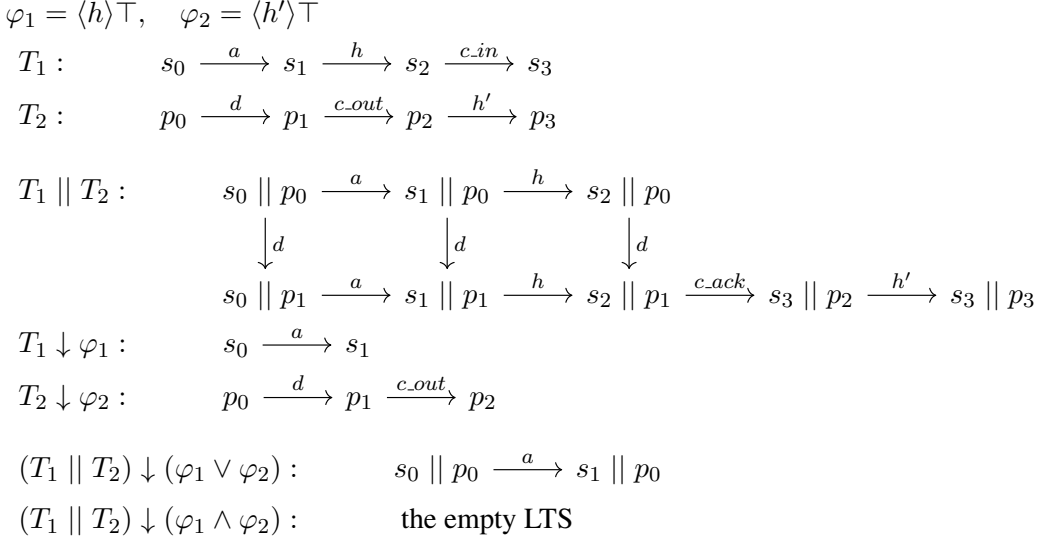 φ₁ = ⟨h⟩⊤, φ₂ = ⟨h′⟩⊤
T₁ : s₀ —a→ s₁ —h→ s₂ —c_in→ s₃
T₂ : p₀ —d→ p₁ —c_out→ p₂ —h′→ p₃
T₁ || T₂ : s₀ || p₀ —a→ s₁ || p₀ —h→ s₂ || p₀
↓d ↓d ↓d
s₀ || p₁ —a→ s₁ || p₁ —h→ s₂ || p₁ —c_ack→ s₃ || p₂ —h′→ s₃ || p₃
T₁ ↓ φ₁ : s₀ —a→ s₁
T₂ ↓ φ₂ : p₀ —d→ p₁ —c_out→ p₂
(T₁ || T₂) ↓ (φ₁ ∨ φ₂) : s₀ || p₀ —a→ s₁ || p₀
(T₁ || T₂) ↓ (φ₁ ∧ φ₂) : the empty LTS